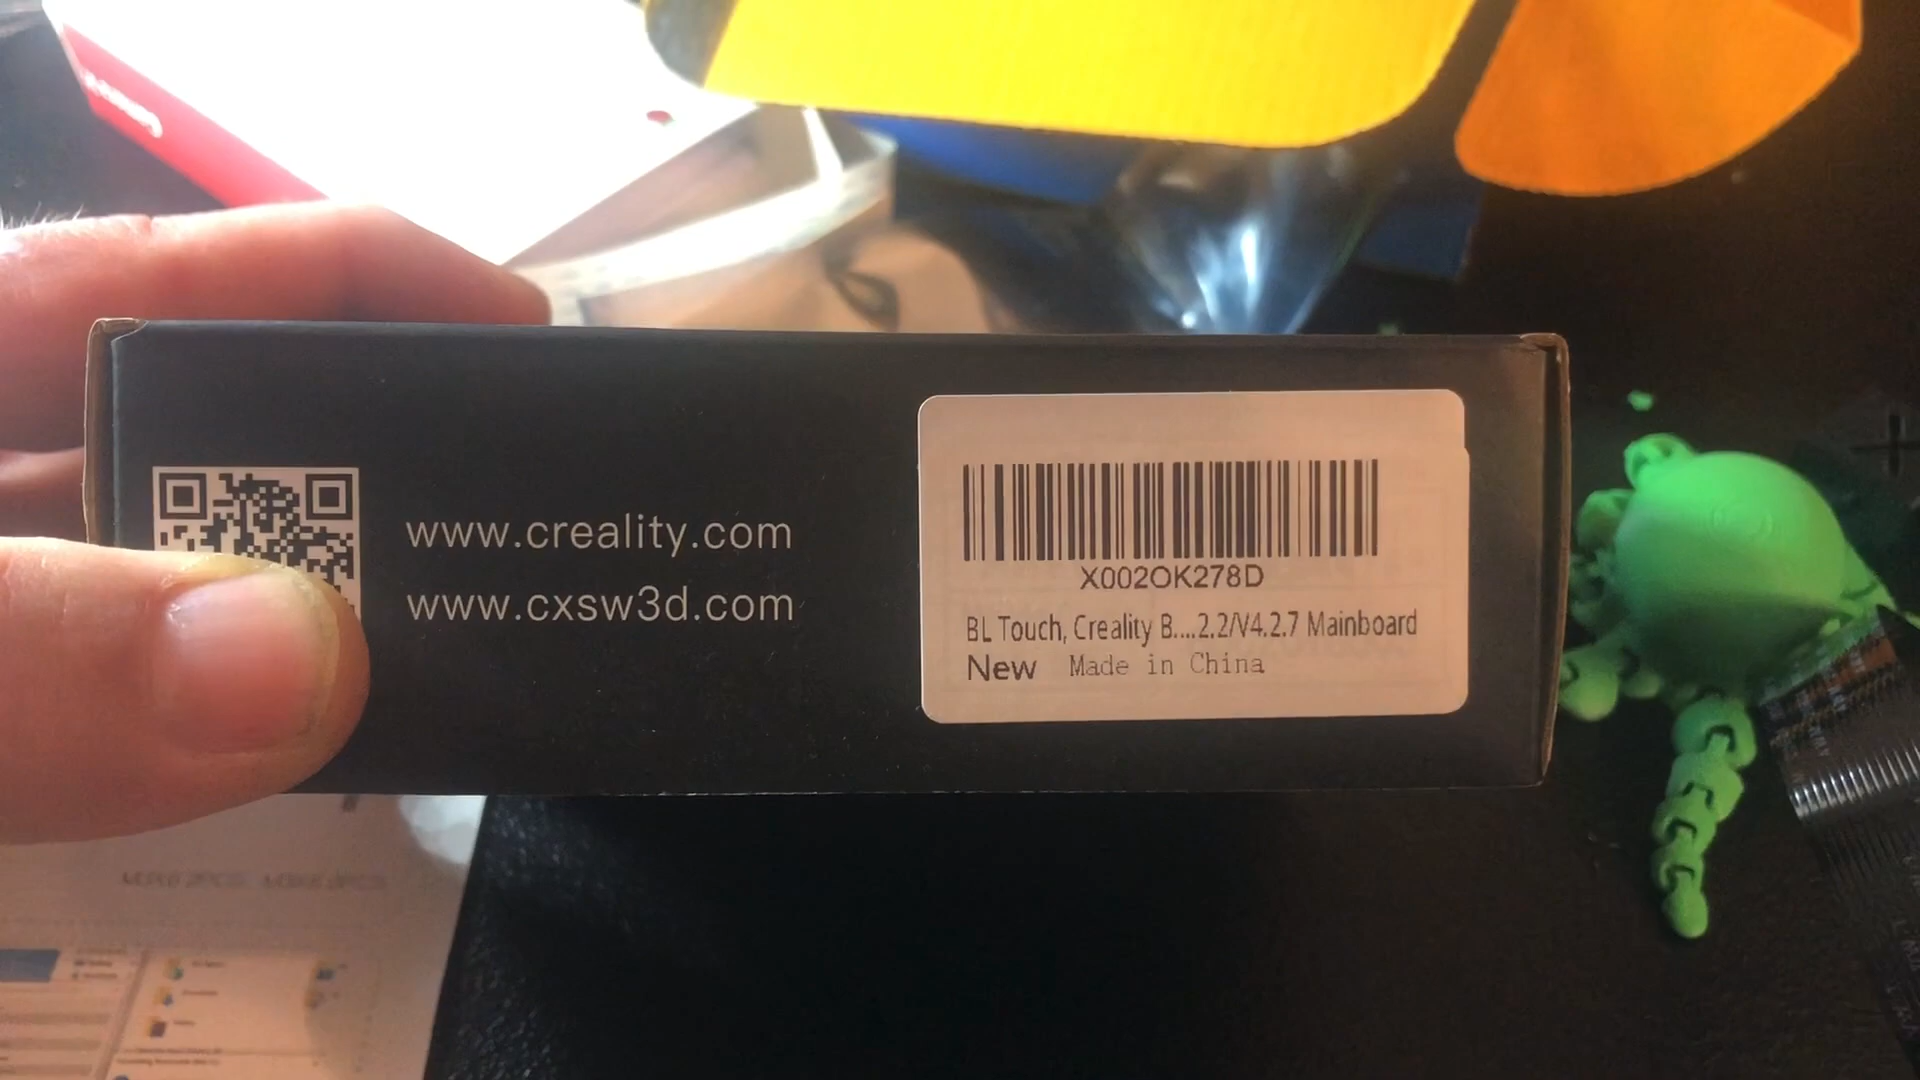 www.creality.com
www.cxsw3d.com
X002OK278D
BL Touch, Creality B....2.2/V4.2.7 Mainboard
New Made in China